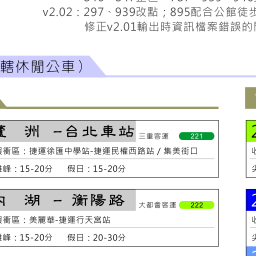 v2.02：297、939改點；895配合公館徒步
修正v2.01輸出時資訊檔案錯誤的
轄休閒公車）
蘆 洲 -台北車站 三重客運 221
衝區：捷運徐匯中學站-捷運民權西路站 / 集美街口
峰：15-20分 假日：15-20分
內 湖 -衡陽路 大都會客運 222
衝區：美麗華-捷運行天宮站
峰：15-20分 假日：20-30分